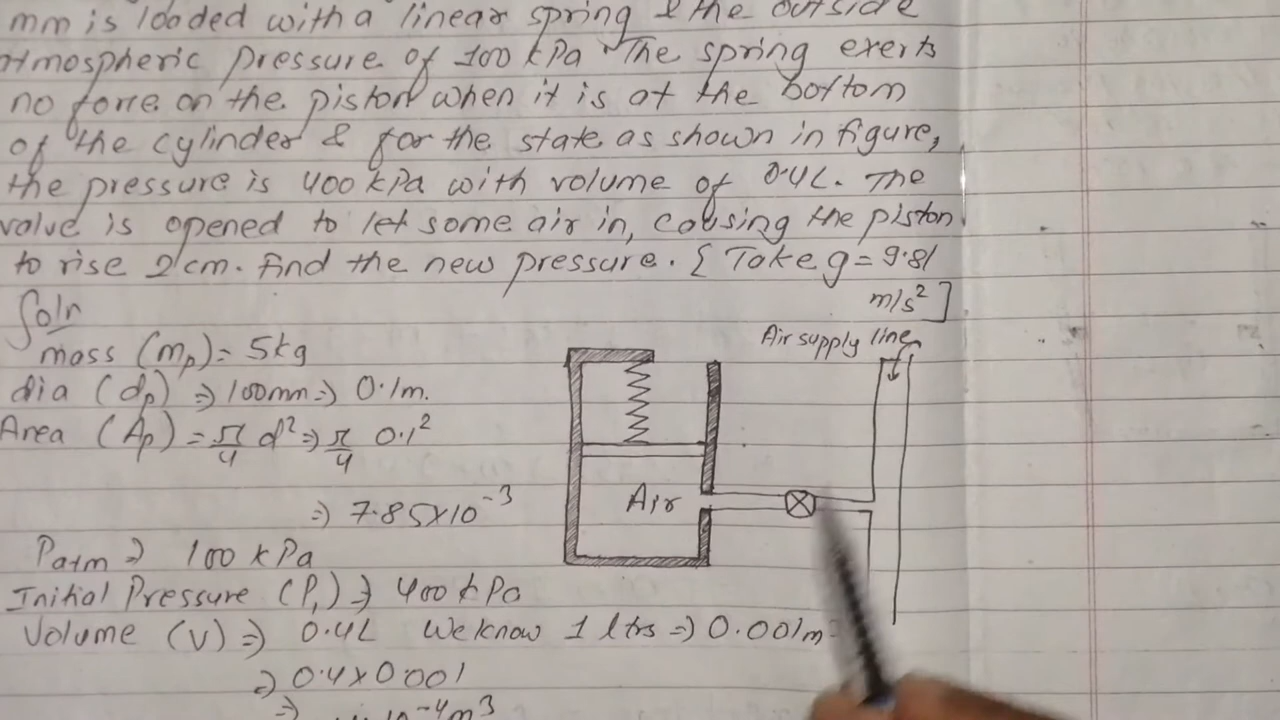 mm is loaded with a linear spring & the outside
atmospheric pressure of 100 kPa. The spring exerts
no force on the piston when it is at the bottom
of the cylinder & for the state as shown in figure,
the pressure is 400 kPa with volume of 0.4L. The
value is opened to let some air in, causing the piston
to rise 2 cm. Find the new pressure. [Take g = 9.81
m/s²]
Soln
mass (mp) = 5kg
dia (dp) ⇒ 100mm ⇒ 0.1m.
Area (Ap) = π/4 d² ⇒ π/4 0.1²
⇒ 7.85×10⁻³
Patm ⇒ 100 kPa
Initial Pressure (P₁) ⇒ 400 kPa
Volume (V) ⇒ 0.4L We know 1 ltrs ⇒ 0.001m³
⇒ 0.4×0.001
⇒ 10⁻⁴m³
Air supply line
Air